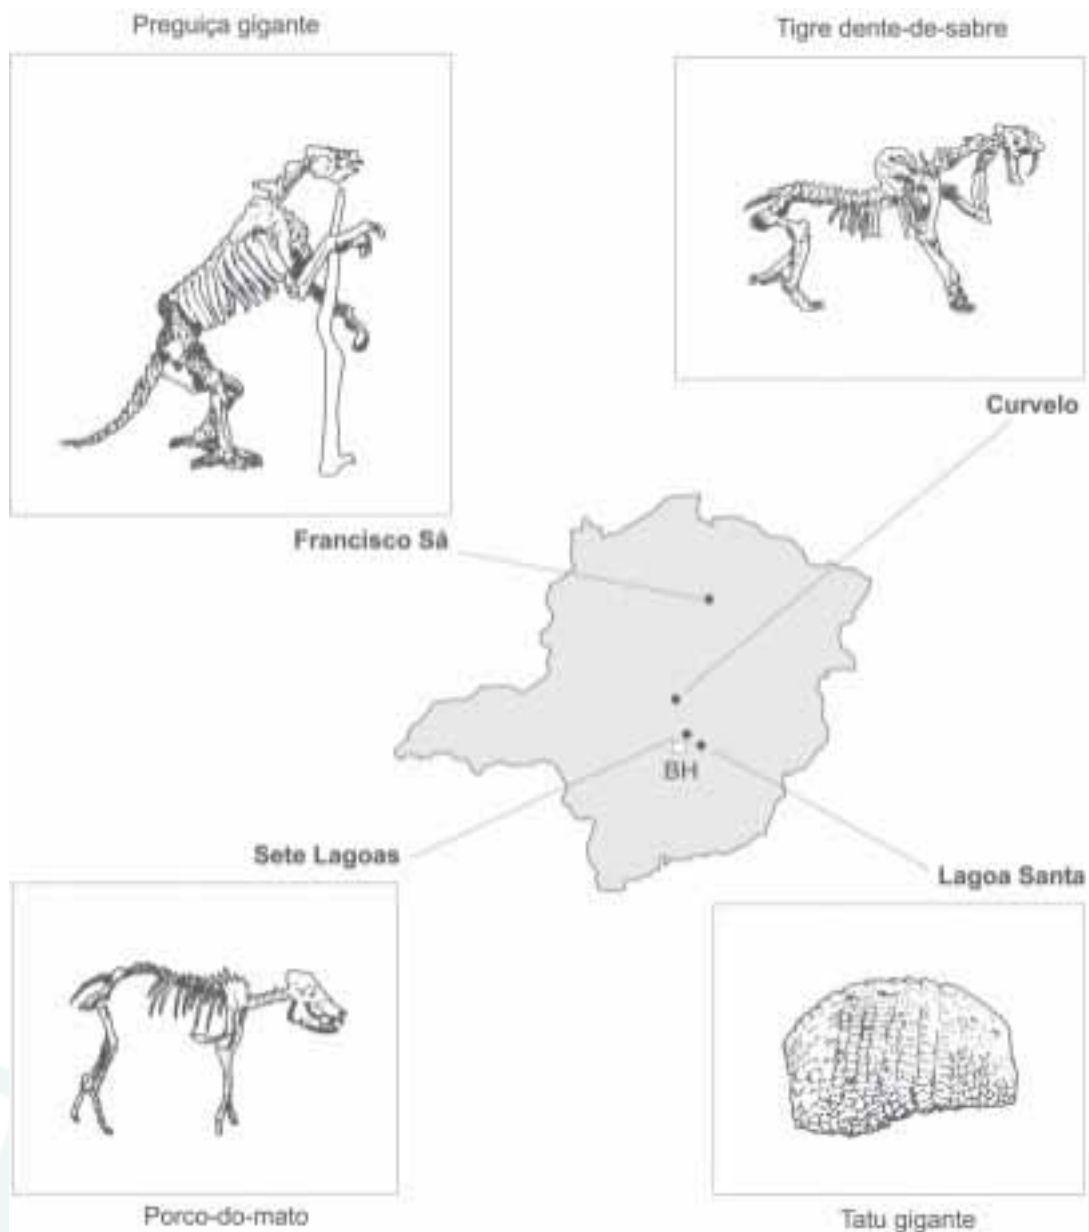 Preguiça gigante
Tigre dente-de-sabre
Curvelo
Francisco Sá
BH
Sete Lagoas
Lagoa Santa
Porco-do-mato
Tatu gigante